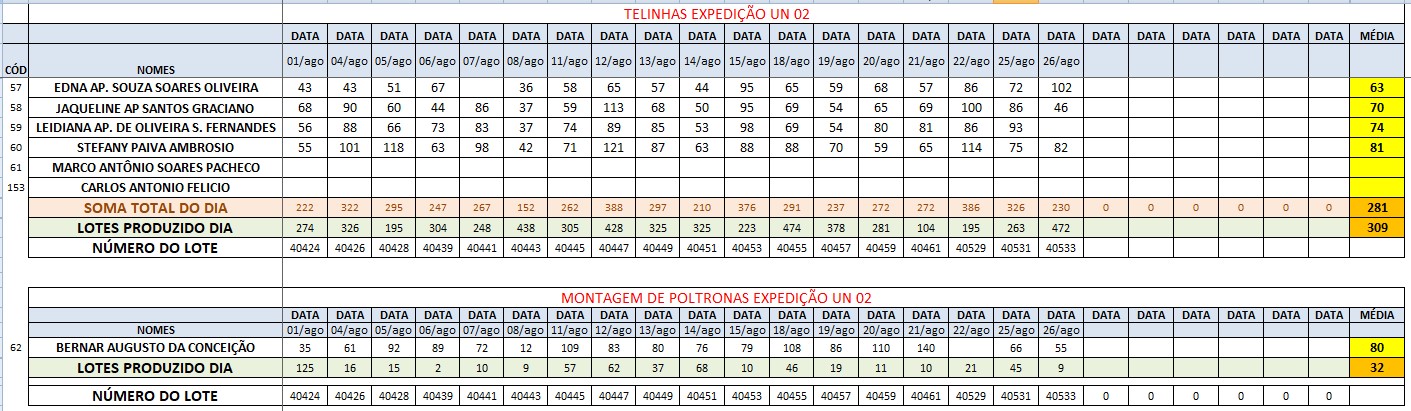 TELINHAS EXPEDIÇÃO UN 02
DATA DATA DATA DATA DATA DATA DATA DATA DATA DATA DATA DATA DATA DATA DATA DATA DATA DATA DATA DATA DATA DATA DATA DATA MÉDIA
CÓD NOMES 01/ago 04/ago 05/ago 06/ago 07/ago 08/ago 11/ago 12/ago 13/ago 14/ago 15/ago 18/ago 19/ago 20/ago 21/ago 22/ago 25/ago 26/ago
57 EDNA AP. SOUZA SOARES OLIVEIRA 43 43 51 67 36 58 65 57 44 95 65 59 68 57 86 72 102 63
58 JAQUELINE AP SANTOS GRACIANO 68 90 60 44 86 37 59 113 68 50 95 69 54 65 69 100 86 46 70
59 LEIDIANA AP. DE OLIVEIRA S. FERNANDES 56 88 66 73 83 37 74 89 85 53 98 69 54 80 81 86 93 74
60 STEFANY PAIVA AMBROSIO 55 101 118 63 98 42 71 121 87 63 88 88 70 59 65 114 75 82 81
61 MARCO ANTÔNIO SOARES PACHECO
153 CARLOS ANTONIO FELICIO
SOMA TOTAL DO DIA 222 322 295 247 267 152 262 388 297 210 376 291 237 272 272 386 326 230 0 0 0 0 0 0 281
LOTES PRODUZIDO DIA 274 326 195 304 248 438 305 428 325 325 223 474 378 281 104 195 263 472 309
NÚMERO DO LOTE 40424 40426 40428 40439 40441 40443 40445 40447 40449 40451 40453 40455 40457 40459 40461 40529 40531 40533
MONTAGEM DE POLTRONAS EXPEDIÇÃO UN 02
DATA DATA DATA DATA DATA DATA DATA DATA DATA DATA DATA DATA DATA DATA DATA DATA DATA DATA DATA DATA DATA DATA DATA DATA MÉDIA
NOMES 01/ago 04/ago 05/ago 06/ago 07/ago 08/ago 11/ago 12/ago 13/ago 14/ago 15/ago 18/ago 19/ago 20/ago 21/ago 22/ago 25/ago 26/ago
62 BERNAR AUGUSTO DA CONCEIÇÃO 35 61 92 89 72 12 109 83 80 76 79 108 86 110 140 66 55 80
LOTES PRODUZIDO DIA 125 16 15 2 10 9 57 62 37 68 10 46 19 11 10 21 45 9 32
NÚMERO DO LOTE 40424 40426 40428 40439 40441 40443 40445 40447 40449 40451 40453 40455 40457 40459 40461 40529 40531 40533 0 0 0 0 0 0